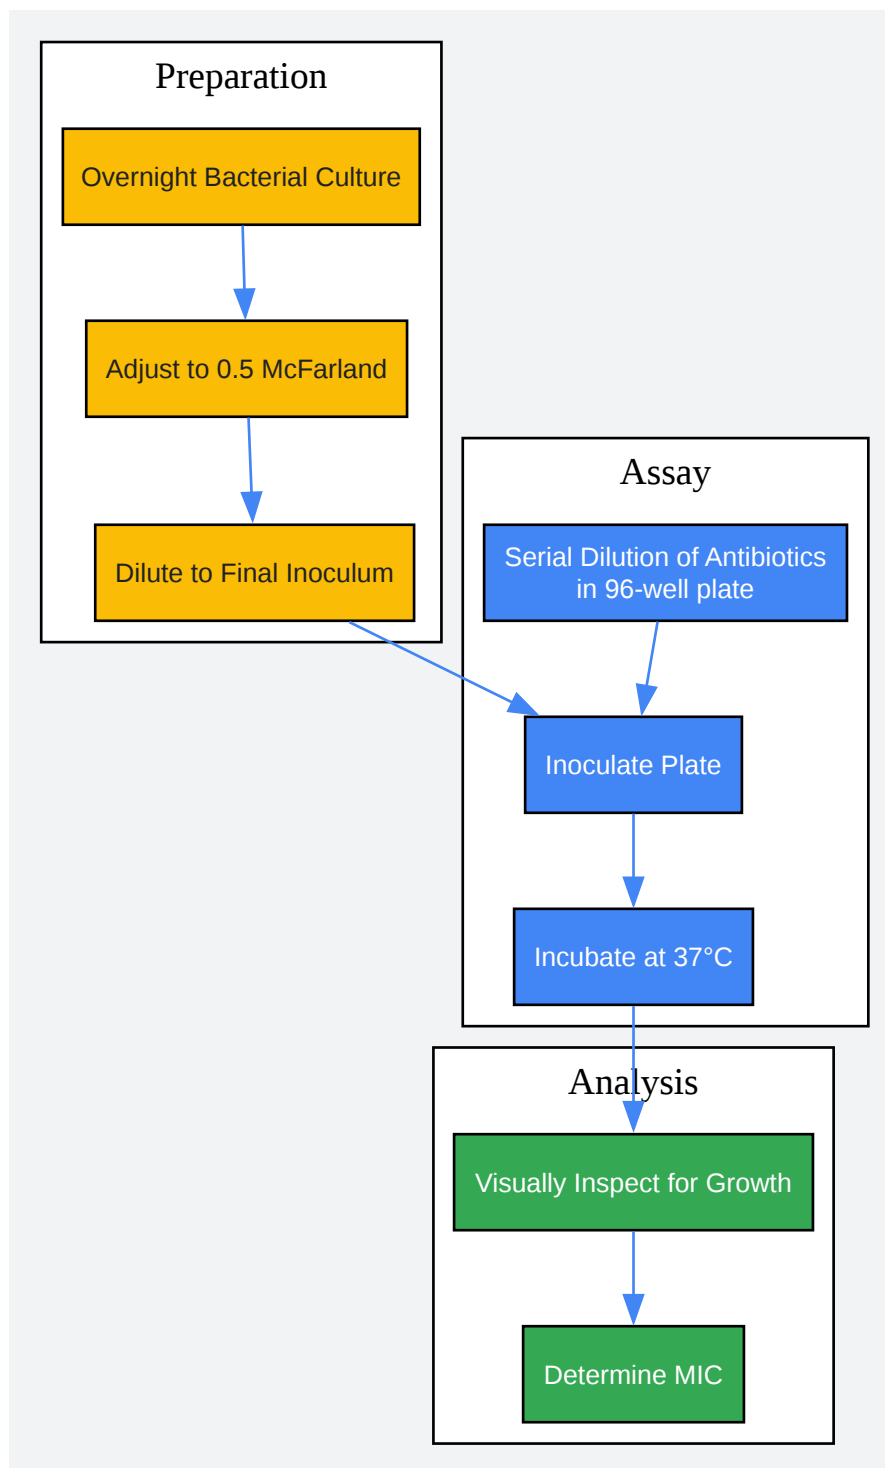 Preparation
Overnight Bacterial Culture
Adjust to 0.5 McFarland
Dilute to Final Inoculum
Assay
Serial Dilution of Antibiotics
in 96-well plate
Inoculate Plate
Incubate at 37°C
Analysis
Visually Inspect for Growth
Determine MIC